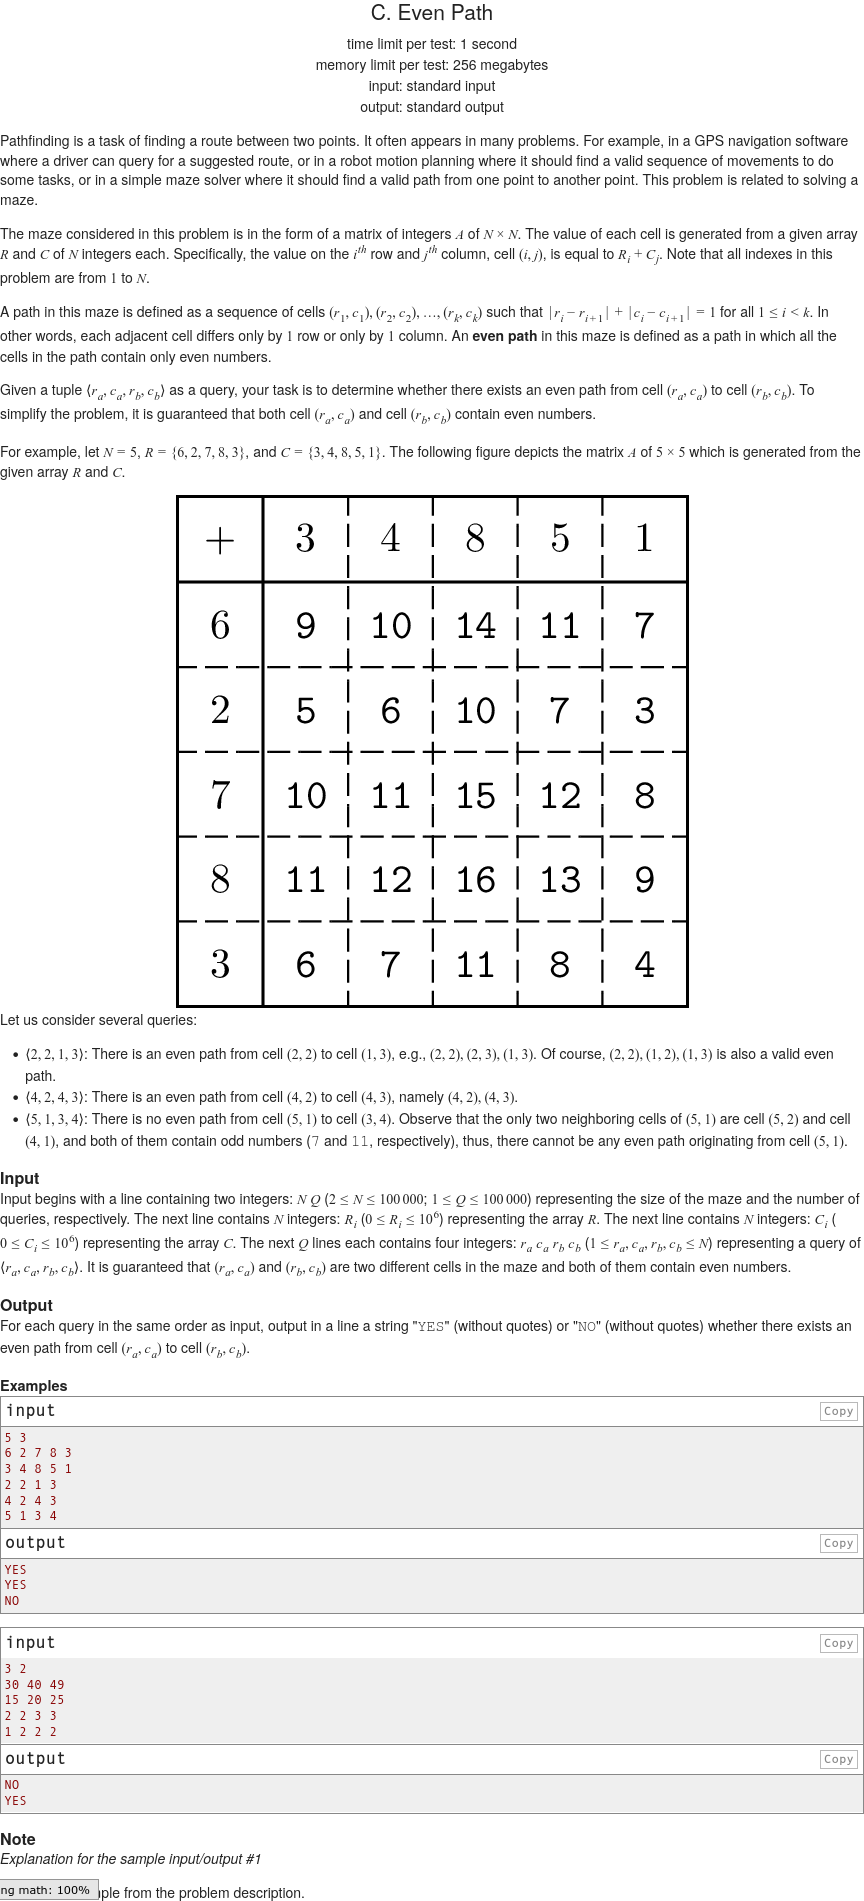 C. Even Path
time limit per test: 1 second
memory limit per test: 256 megabytes
input: standard input
output: standard output
Pathfinding is a task of finding a route between two points. It often appears in many problems. For example, in a GPS navigation software
where a driver can query for a suggested route, or in a robot motion planning where it should find a valid sequence of movements to do
some tasks, or in a simple maze solver where it should find a valid path from one point to another point. This problem is related to solving a
maze.
The maze considered in this problem is in the form of a matrix of integers A of N × N. The value of each cell is generated from a given array
R and C of N integers each. Specifically, the value on the i^th row and j^th column, cell (i, j), is equal to R_i + C_j. Note that all indexes in this
problem are from 1 to N.
A path in this maze is defined as a sequence of cells (r_1, c_1), (r_2, c_2), …, (r_k, c_k) such that |r_i − r_{i+1}| + |c_i − c_{i+1}| = 1 for all 1 ≤ i < k. In
other words, each adjacent cell differs only by 1 row or only by 1 column. An even path in this maze is defined as a path in which all the
cells in the path contain only even numbers.
Given a tuple ⟨r_a, c_a, r_b, c_b⟩ as a query, your task is to determine whether there exists an even path from cell (r_a, c_a) to cell (r_b, c_b). To
simplify the problem, it is guaranteed that both cell (r_a, c_a) and cell (r_b, c_b) contain even numbers.
For example, let N = 5, R = {6, 2, 7, 8, 3}, and C = {3, 4, 8, 5, 1}. The following figure depicts the matrix A of 5 × 5 which is generated from the
given array R and C.
+ 3 4 8 5 1
6 9 10 14 11 7
2 5 6 10 7 3
7 10 11 15 12 8
8 11 12 16 13 9
3 6 7 11 8 4
Let us consider several queries:
• ⟨2, 2, 1, 3⟩: There is an even path from cell (2, 2) to cell (1, 3), e.g., (2, 2), (2, 3), (1, 3). Of course, (2, 2), (1, 2), (1, 3) is also a valid even
path.
• ⟨4, 2, 4, 3⟩: There is an even path from cell (4, 2) to cell (4, 3), namely (4, 2), (4, 3).
• ⟨5, 1, 3, 4⟩: There is no even path from cell (5, 1) to cell (3, 4). Observe that the only two neighboring cells of (5, 1) are cell (5, 2) and cell
(4, 1), and both of them contain odd numbers (7 and 11, respectively), thus, there cannot be any even path originating from cell (5, 1).
Input
Input begins with a line containing two integers: N Q (2 ≤ N ≤ 100 000; 1 ≤ Q ≤ 100 000) representing the size of the maze and the number of
queries, respectively. The next line contains N integers: R_i (0 ≤ R_i ≤ 10^6) representing the array R. The next line contains N integers: C_i (
0 ≤ C_i ≤ 10^6) representing the array C. The next Q lines each contains four integers: r_a c_a r_b c_b (1 ≤ r_a, c_a, r_b, c_b ≤ N) representing a query of
⟨r_a, c_a, r_b, c_b⟩. It is guaranteed that (r_a, c_a) and (r_b, c_b) are two different cells in the maze and both of them contain even numbers.
Output
For each query in the same order as input, output in a line a string "YES" (without quotes) or "NO" (without quotes) whether there exists an
even path from cell (r_a, c_a) to cell (r_b, c_b).
Examples
input Copy
5 3
6 2 7 8 3
3 4 8 5 1
2 2 1 3
4 2 4 3
5 1 3 4
output Copy
YES
YES
NO
input Copy
3 2
30 40 49
15 20 25
2 2 3 3
1 2 2 2
output Copy
NO
YES
Note
Explanation for the sample input/output #1
ng math: 100% ple from the problem description.